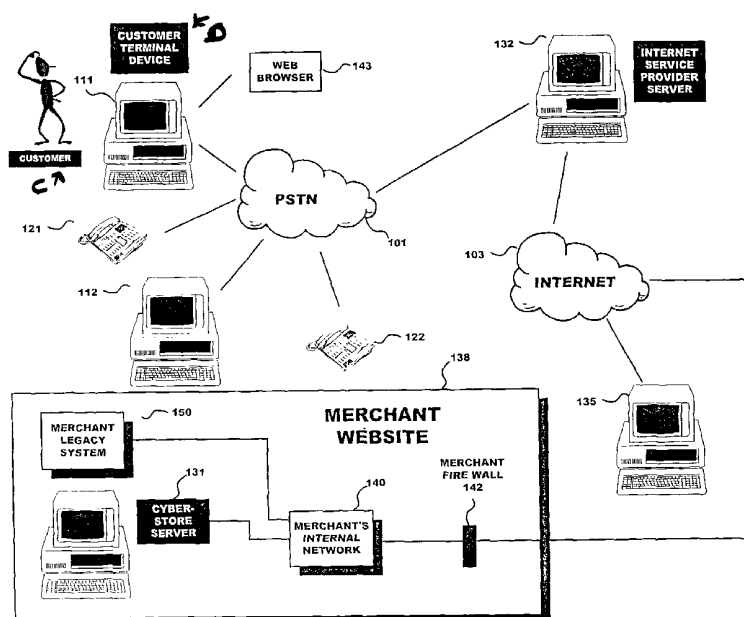 CUSTOMER
TERMINAL
DEVICE
D
111
WEB
BROWSER
143
132
INTERNET
SERVICE
PROVIDER
SERVER
CUSTOMER
C
PSTN
101
121
103
INTERNET
112
122
138
135
150
MERCHANT
LEGACY
SYSTEM
MERCHANT
WEBSITE
131
CYBER-
STORE
SERVER
140
MERCHANT'S
INTERNAL
NETWORK
MERCHANT
FIRE WALL
142